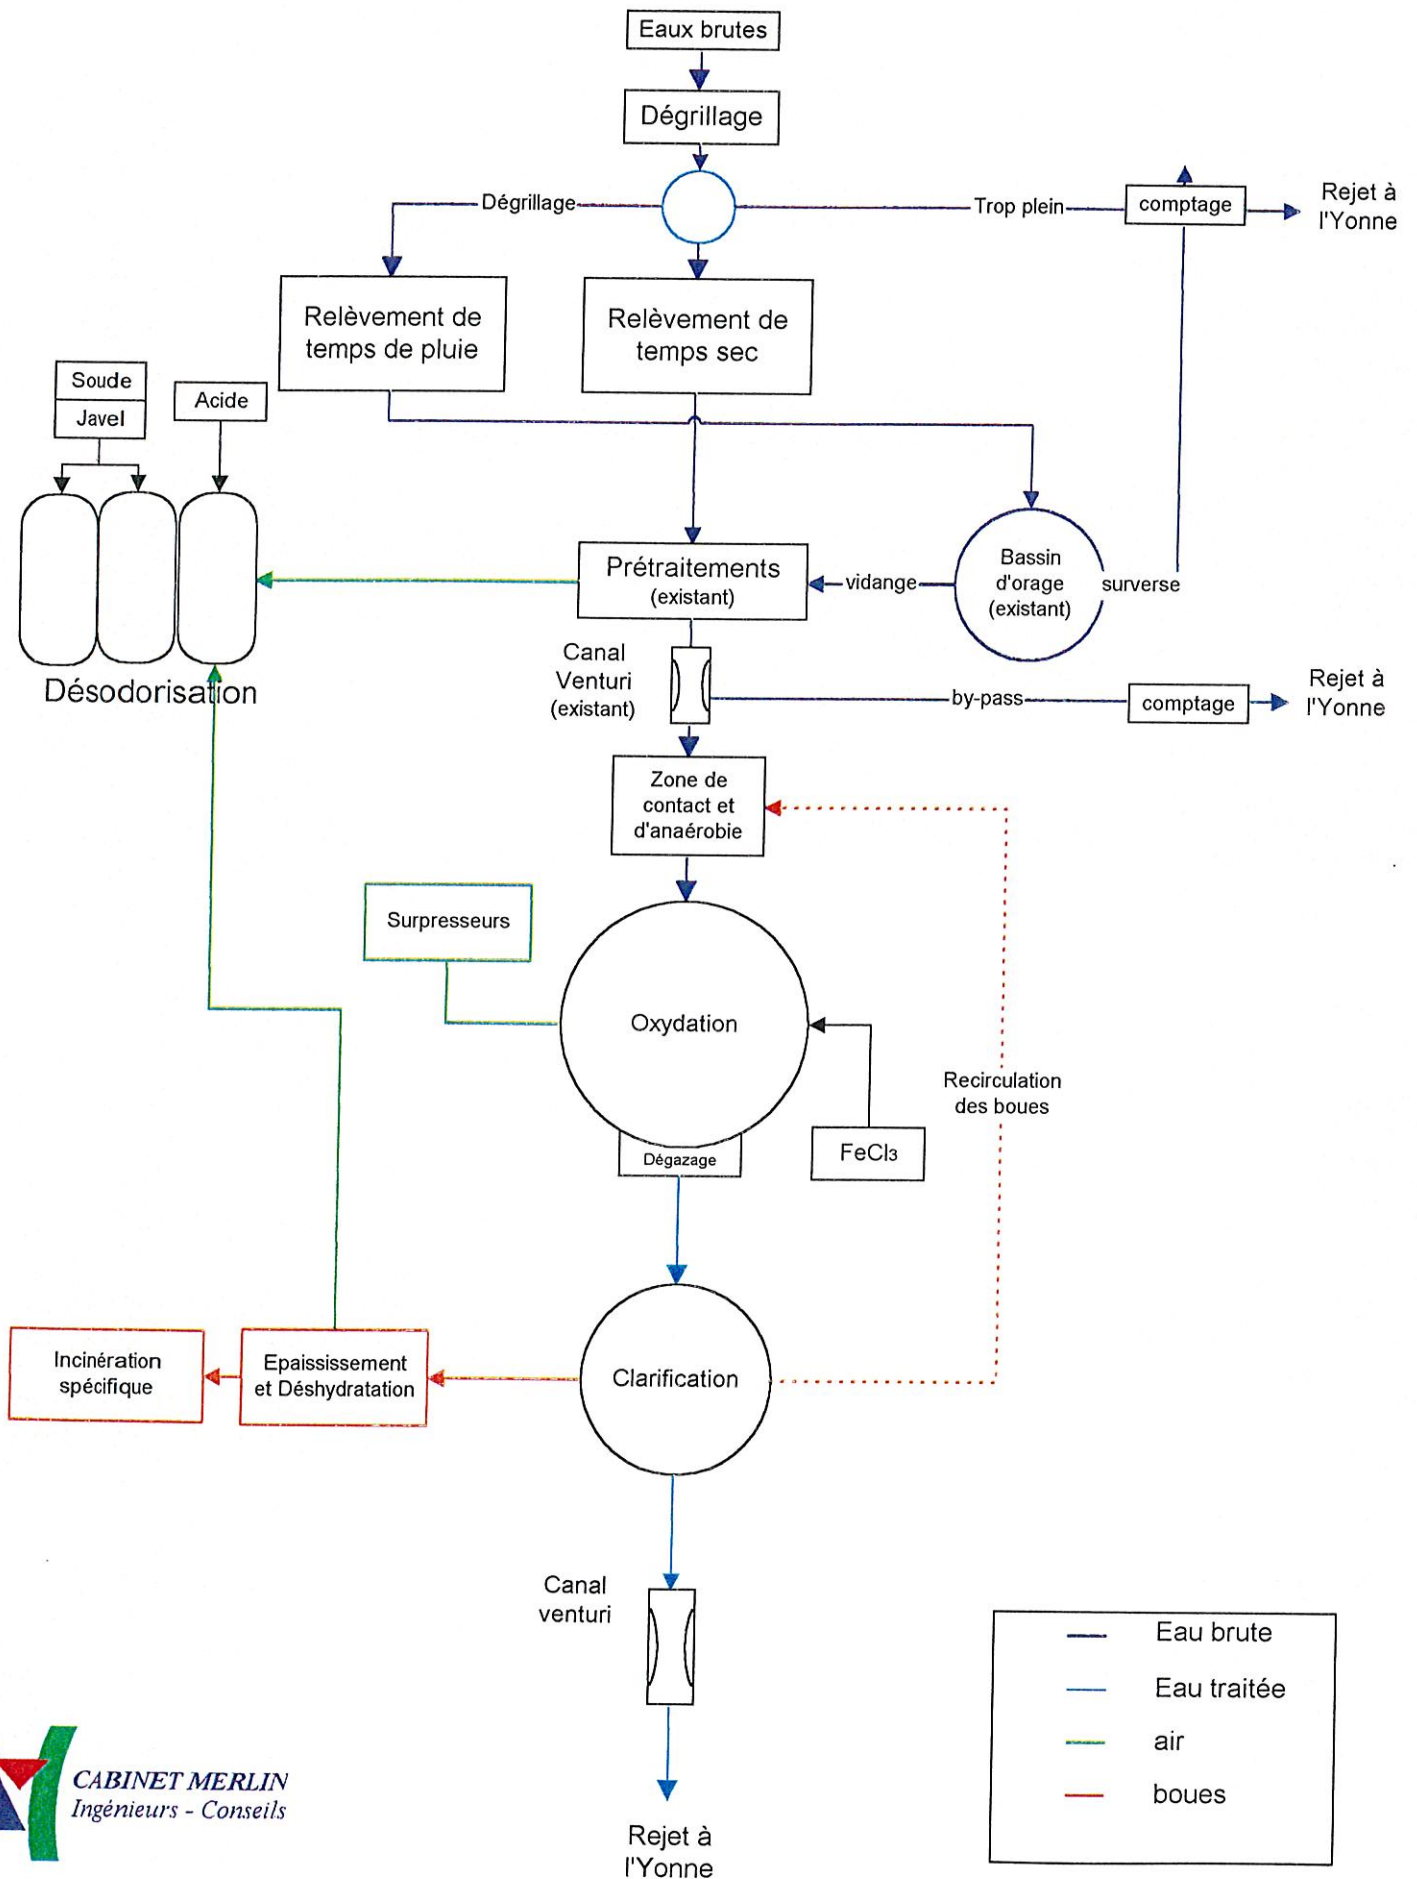 Eaux brutes
Dégrillage
Dégrillage
Trop plein
comptage
Rejet à
l'Yonne
Relèvement de
temps de pluie
Relèvement de
temps sec
Soude
Javel
Acide
Prétraitements
(existant)
vidange
Bassin
d'orage
(existant)
surverse
Désodorisation
Canal
Venturi
(existant)
by-pass
comptage
Rejet à
l'Yonne
Zone de
contact et
d'anaérobie
Surpresseurs
Oxydation
Recirculation
des boues
Dégazage
FeCl3
Incinération
spécifique
Epaississement
et Déshydratation
Clarification
Canal
venturi
Eau brute
Eau traitée
air
boues
CABINET MERLIN
Ingénieurs - Conseils
Rejet à
l'Yonne